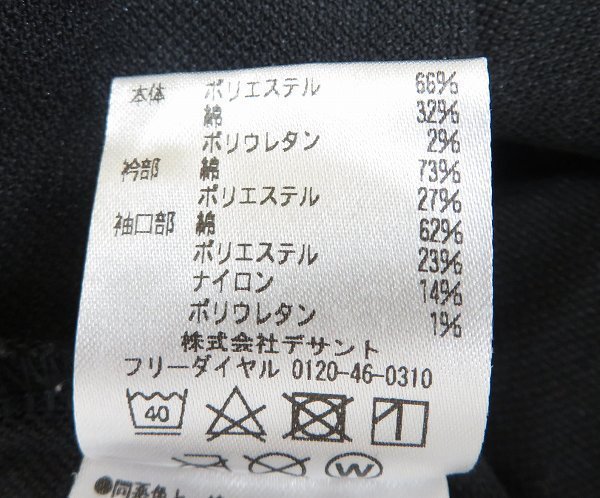 本体 ポリエステル 66%
綿 32%
ポリウレタン 2%
衿部 綿 73%
ポリエステル 27%
袖口部 綿 62%
ポリエステル 23%
ナイロン 14%
ポリウレタン 1%
株式会社デサント
フリーダイヤル 0120-46-0310
40
W